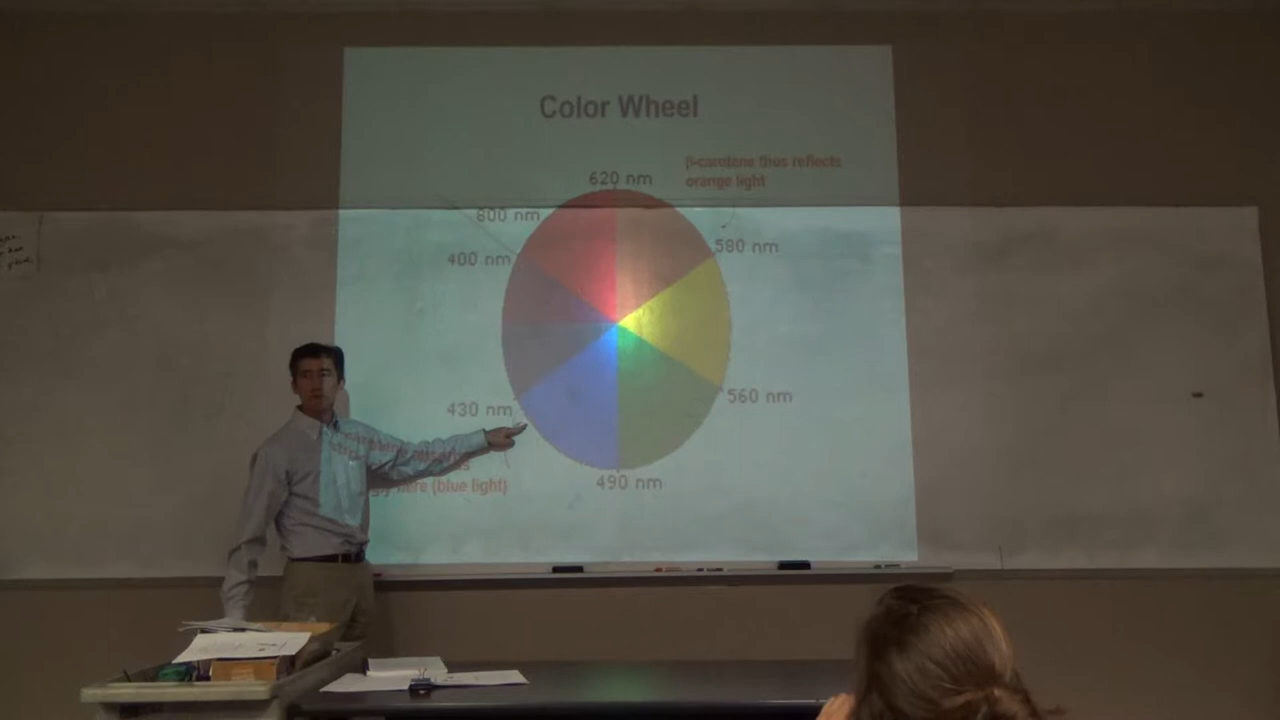 Color Wheel
β-carotene thus reflects
orange light
620 nm
800 nm
580 nm
400 nm
560 nm
430 nm
here (blue light)
490 nm